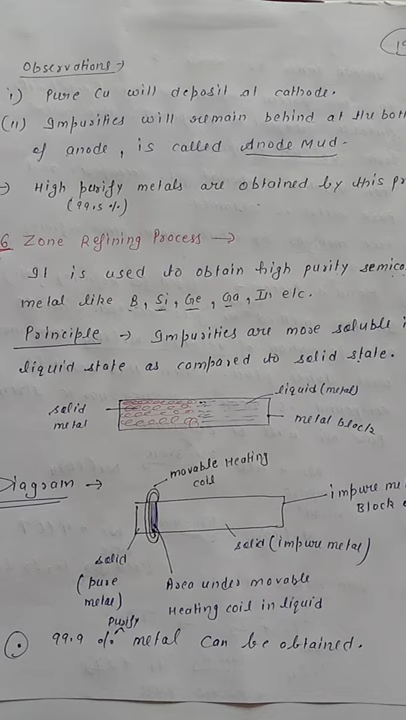 Observations →
i) Pure Cu will deposit at cathode.
(ii) Impurities will remain behind at the bott
of anode, is called Anode Mud.
→ High purify metals are obtained by this pr
(99.5 %)
6 Zone Refining Process →
It is used to obtain high purity semico
metal like B, Si, Ge, Ga, In etc.
Principle → Impurities are more soluble i
liquid state as compared to solid state.
liquid (metal)
solid
metal
metal block
Diagram →
movable Heating
coil
impure me
Block
solid (impure metal)
solid
(pure
metal)
Area under movable
Heating coil in liquid
purity
99.9 % metal can be obtained.